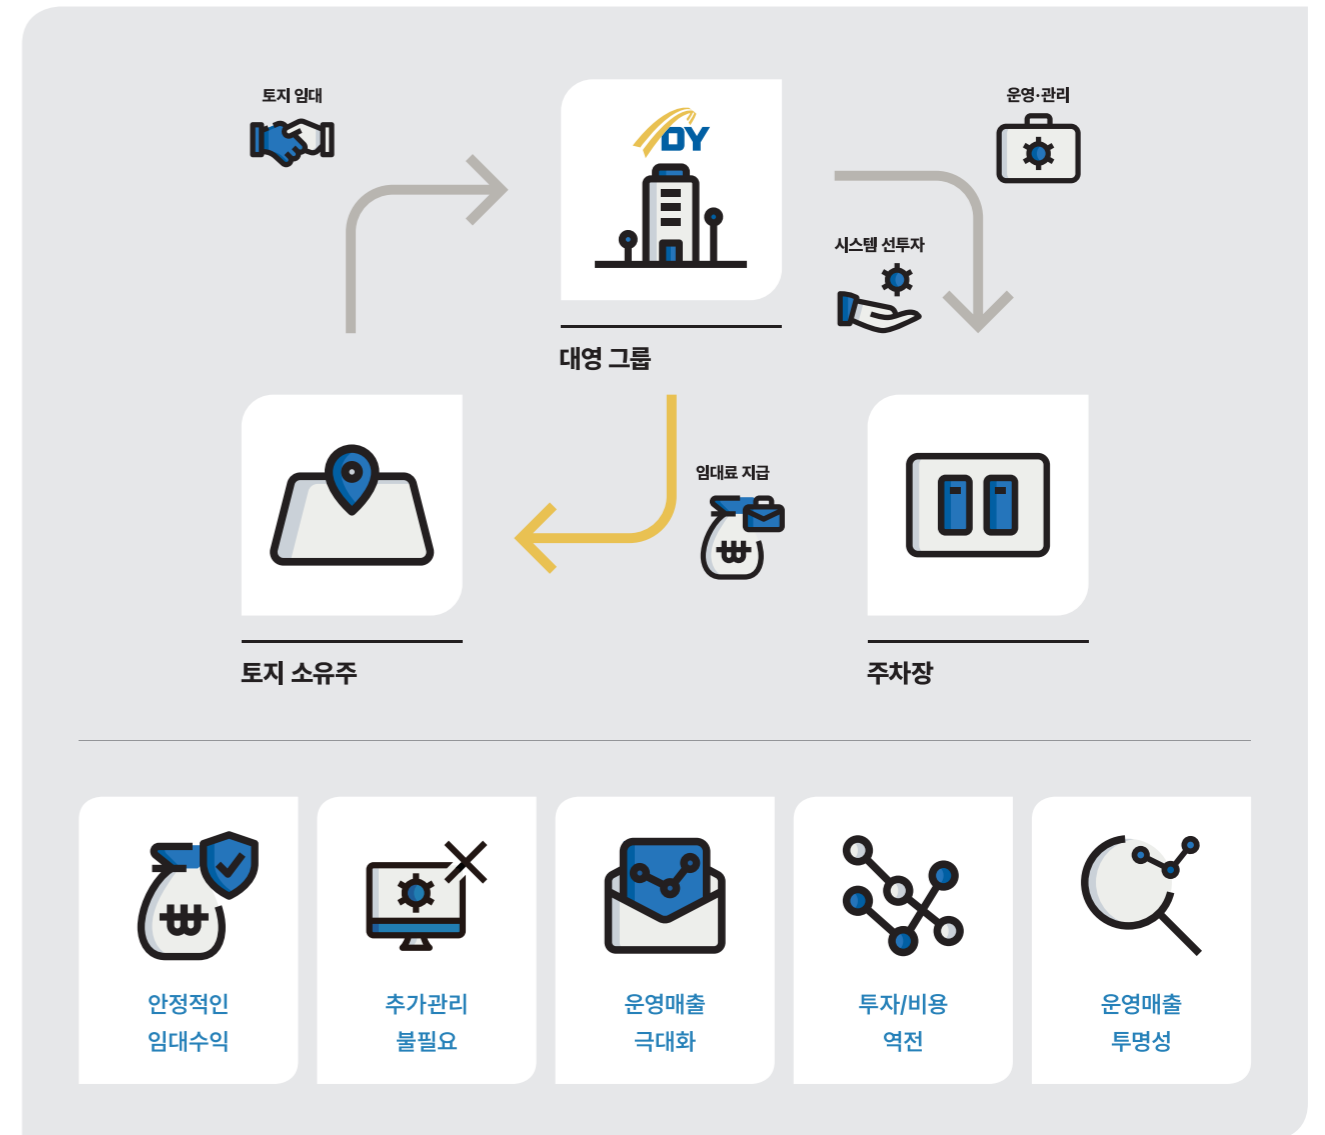 토지 임대
운영·관리
DY
시스템 선투자
대영 그룹
임대료 지급
토지 소유주
주차장
안정적인
임대수익
추가관리
불필요
운영매출
극대화
투자/비용
역전
운영매출
투명성